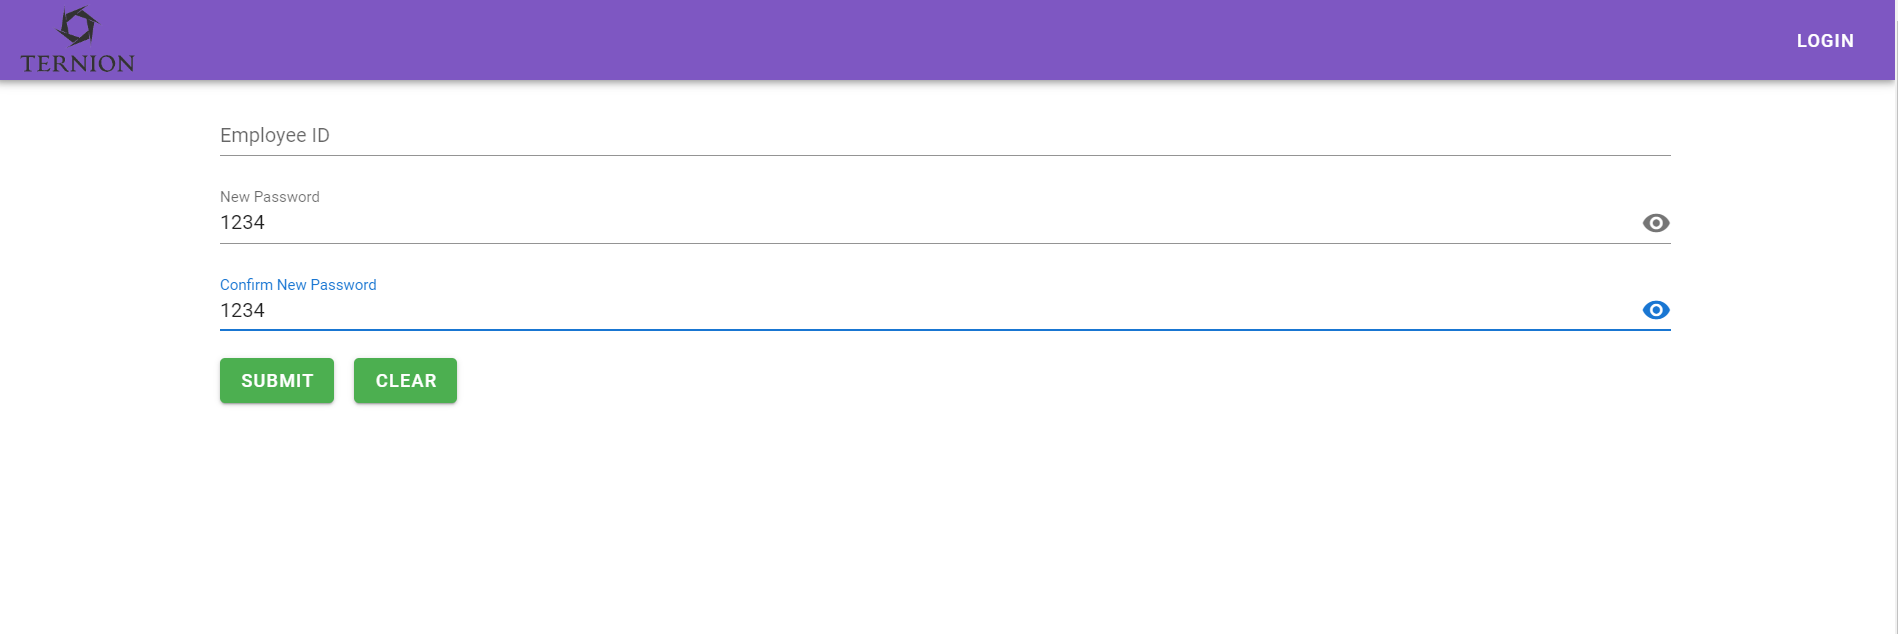 TERNION
LOGIN
Employee ID
New Password
1234
Confirm New Password
1234
SUBMIT CLEAR